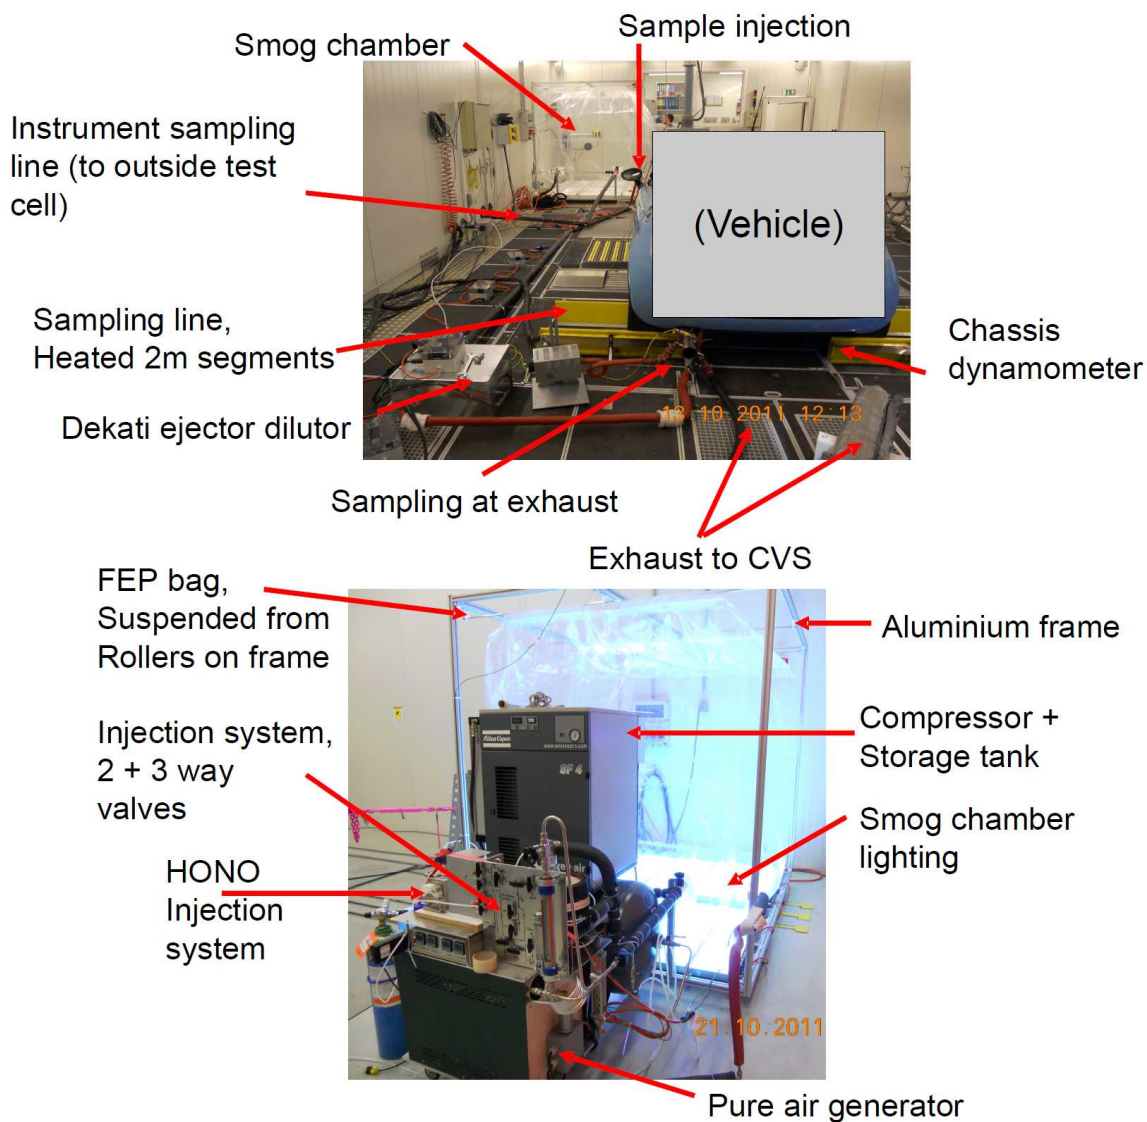 Smog chamber
Sample injection
Instrument sampling
line (to outside test
cell)
(Vehicle)
Sampling line,
Heated 2m segments
Chassis
dynamometer
Dekati ejector dilutor
13.10.2011 12:13
Sampling at exhaust
Exhaust to CVS
FEP bag,
Suspended from
Rollers on frame
Aluminium frame
Injection system,
2 + 3 way
valves
Compressor +
Storage tank
Atlas Copco
www.atlascopco.com
SF 4
Smog chamber
lighting
HONO
Injection
system
21.10.2011
Pure air generator